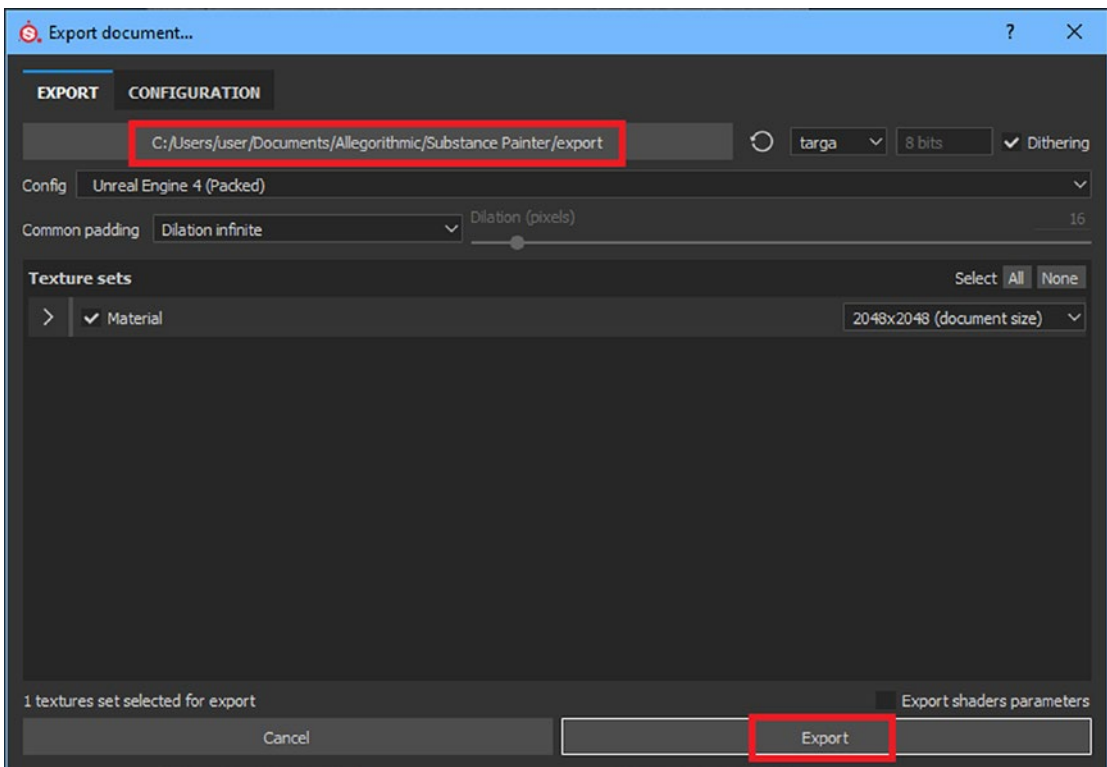 Export document... ?
EXPORT CONFIGURATION
C:/Users/user/Documents/Allegorithmic/Substance Painter/export targa 8 bits Dithering
Config Unreal Engine 4 (Packed)
Common padding Dilation infinite Dilation (pixels) 16
Texture sets Select All None
Material 2048x2048 (document size)
1 textures set selected for export Export shaders parameters
Cancel Export